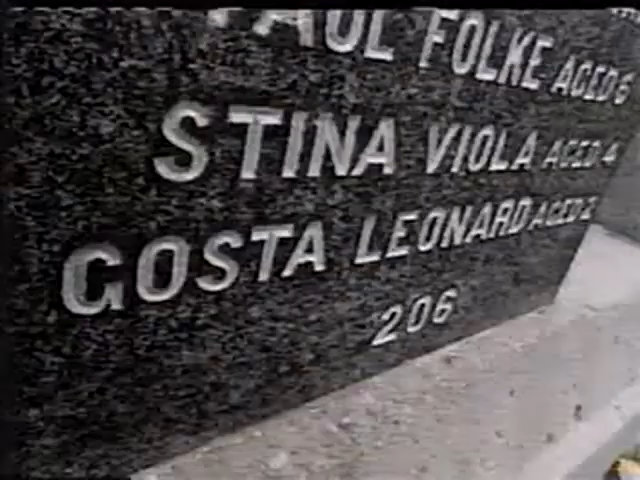 PAUL FOLKE AGED 6
STINA VIOLA AGED 4
GOSTA LEONARD AGED 2
206